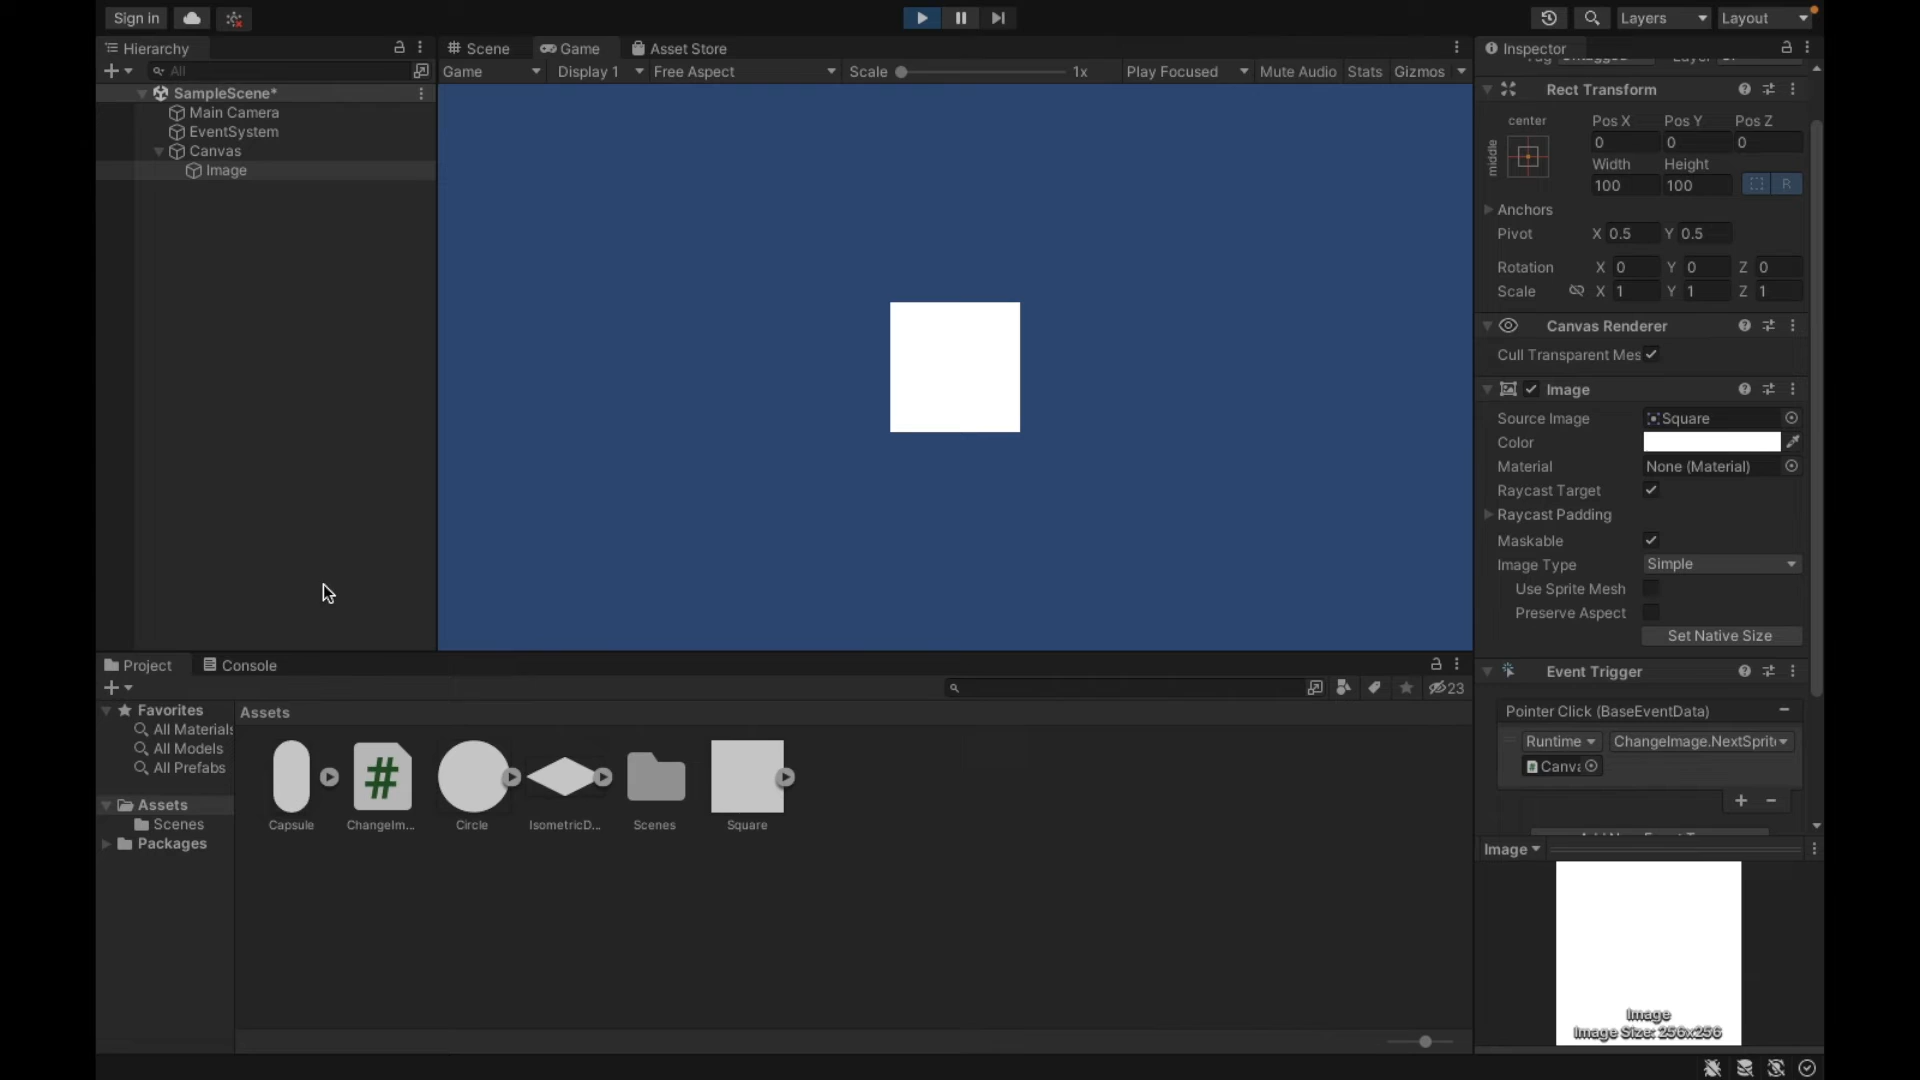 Sign in
Layers
Layout
Hierarchy
All
SampleScene*
Main Camera
EventSystem
Canvas
Image
Scene
Game
Asset Store
Game
Display 1
Free Aspect
Scale
1x
Play Focused
Mute Audio
Stats
Gizmos
Inspector
Rect Transform
center
middle
Pos X
Pos Y
Pos Z
0
0
0
Width
Height
100
100
R
Anchors
Pivot
X 0.5
Y 0.5
Rotation
X 0
Y 0
Z 0
Scale
X 1
Y 1
Z 1
Canvas Renderer
Cull Transparent Mes
Image
Source Image
Square
Color
Material
None (Material)
Raycast Target
Raycast Padding
Maskable
Image Type
Simple
Use Sprite Mesh
Preserve Aspect
Set Native Size
Event Trigger
Pointer Click (BaseEventData)
Runtime
ChangeImage.NextSprite
Canva
Image
Image
Image Size: 256x256
Project
Console
23
Favorites
All Materials
All Models
All Prefabs
Assets
Scenes
Packages
Assets
Capsule
ChangeIm...
Circle
IsometricD...
Scenes
Square